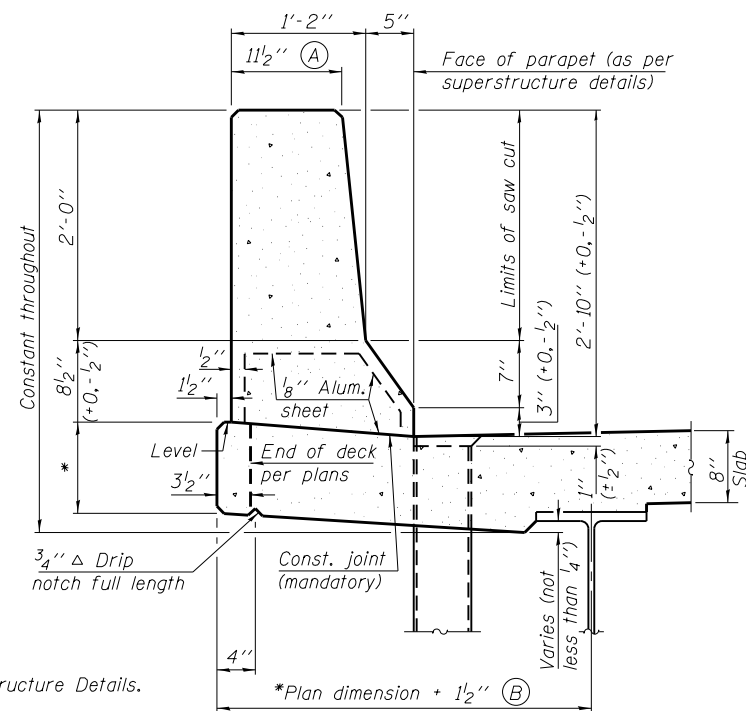 1'-2"
5"
11½" (A)
Face of parapet (as per
superstructure details)
Constant throughout
2'-0"
8½"
(+0,-½")
*
Limits of saw cut
7"
3" (+0,-½")
2'-10" (+0,-½")
½"
1½"
⅛" Alum.
sheet
Level
End of deck
per plans
3½"
1"
(±½")
8"
Slab
¾" △ Drip
notch full length
Const. joint
(mandatory)
Varies (not
less than ¼")
4"
ructure Details.
*Plan dimension + 1½" (B)